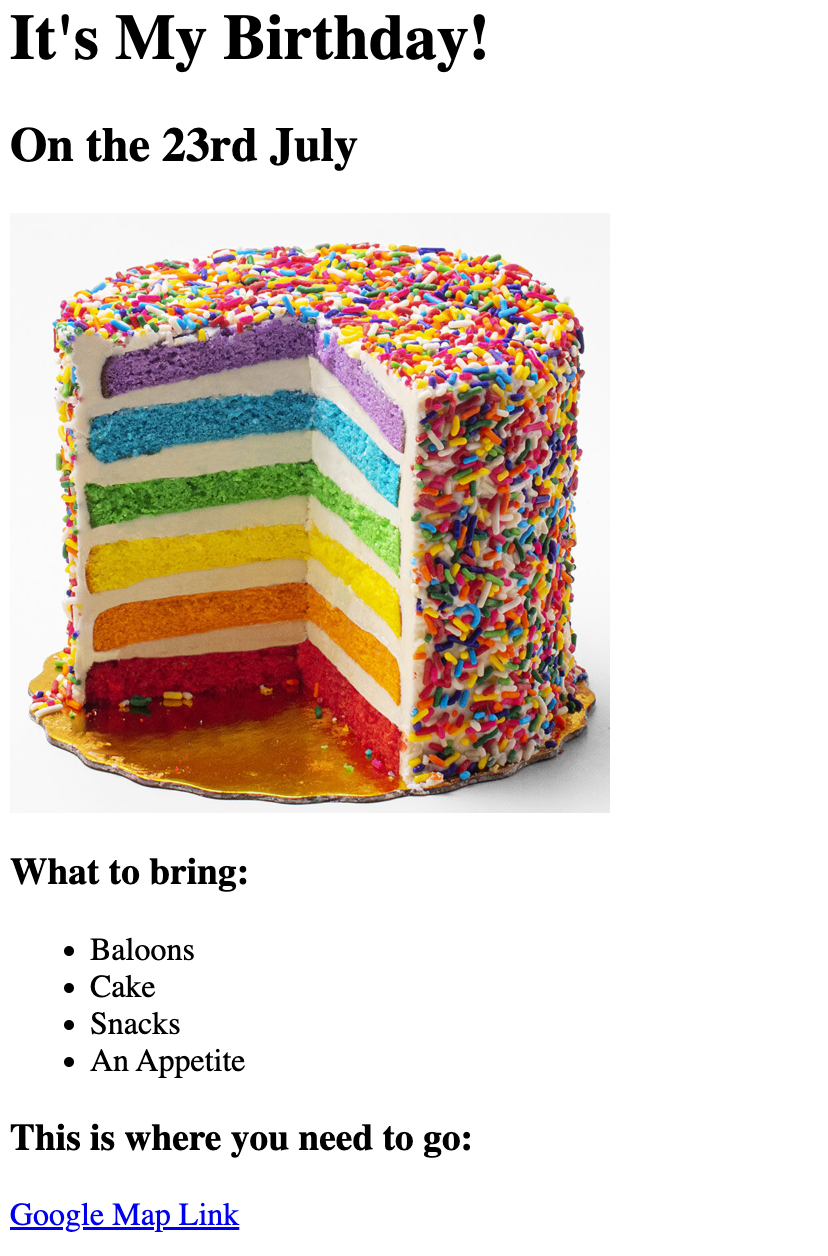 It's My Birthday!
On the 23rd July
What to bring:
Baloons
Cake
Snacks
An Appetite
This is where you need to go:
Google Map Link